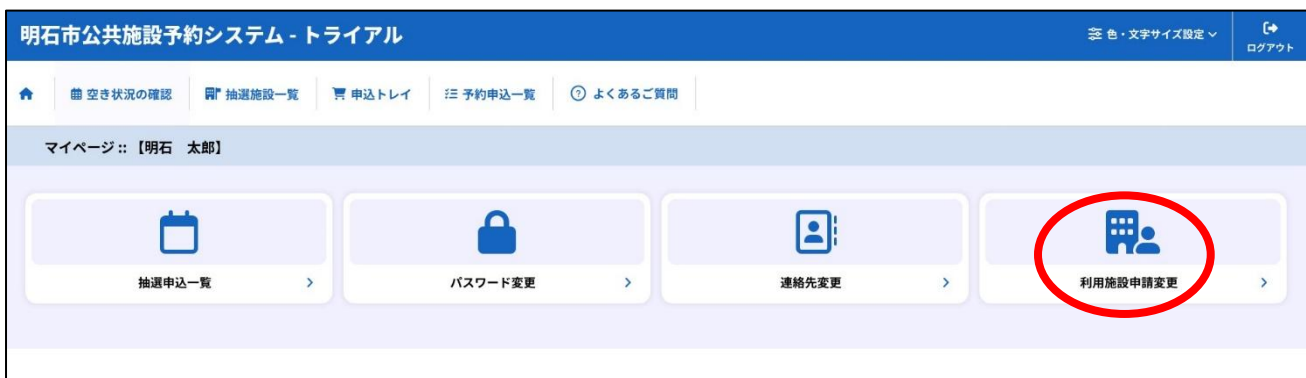 明石市公共施設予約システム - トライアル
色・文字サイズ設定
ログアウト
空き状況の確認 抽選施設一覧 申込トレイ 予約申込一覧 よくあるご質問
マイページ :: 【明石　太郎】
抽選申込一覧 パスワード変更 連絡先変更 利用施設申請変更